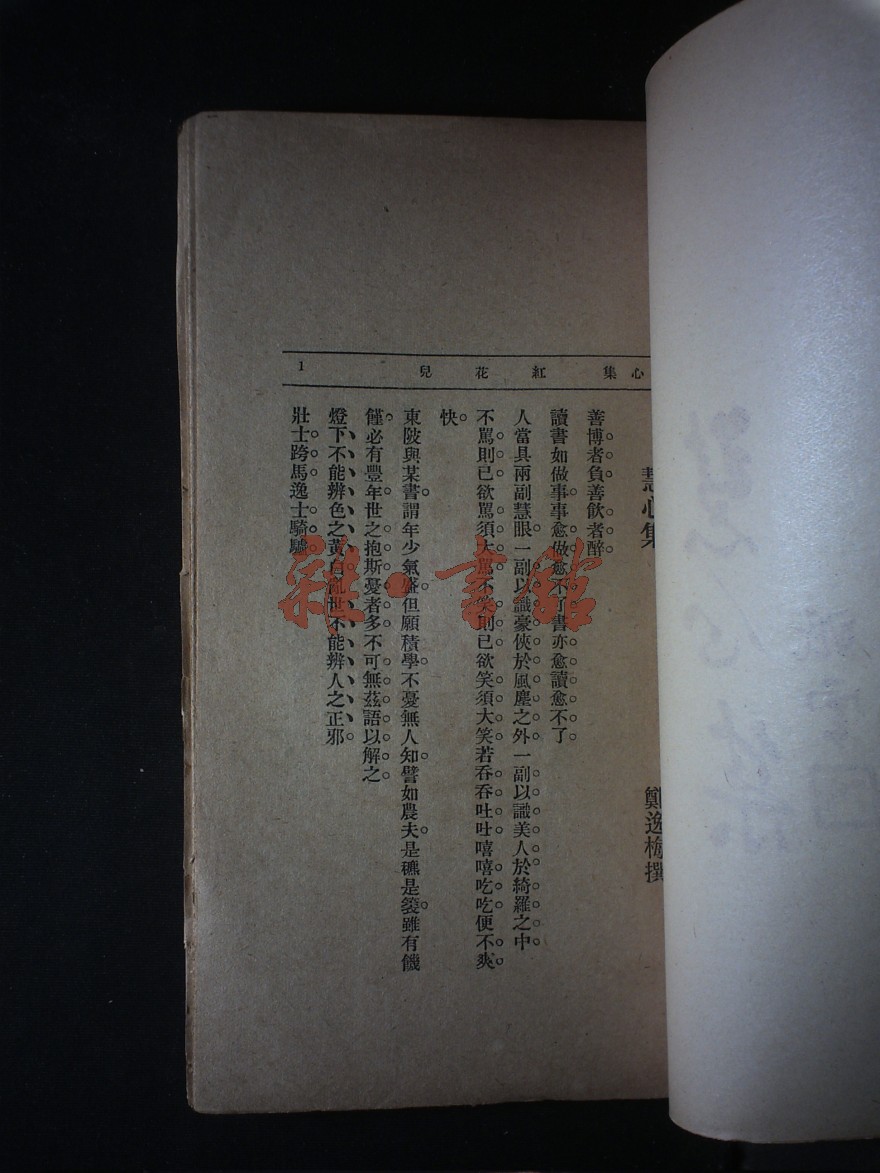 心集　紅花兒　1
慧心集　鄭逸梅撰
善博者負善飲者醉。
讀書如做事事愈做愈不了書亦愈讀愈不了
人當具兩副慧眼一副以識豪俠於風塵之外一副以識美人於綺羅之中
不罵則已欲罵須大罵不笑則已欲笑須大笑若吞吞吐吐嘻嘻吃吃便不爽
快。
東陂與某書謂年少氣盛但願積學不憂無人知譬如農夫是穮是蔉雖有饑
饉必有豐年世之抱斯憂者多不可無茲語以解之
燈下不能辨色之黃白亂世不能辨人之正邪
壯士跨馬逸士騎驢
雜·書館